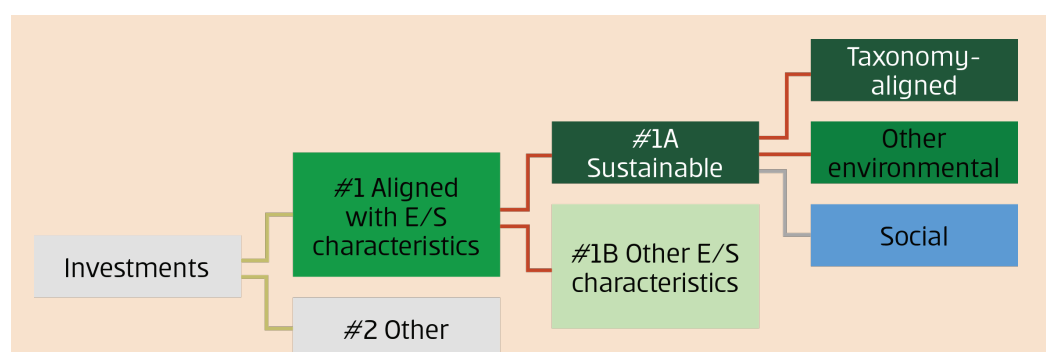 Taxonomy-
aligned
#1A
Sustainable
Other
environmental
#1 Aligned
with E/S
characteristics
Social
#1B Other E/S
characteristics
Investments
#2 Other